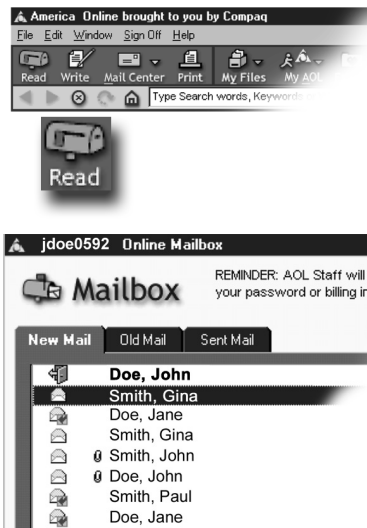 America Online brought to you by Compaq
File Edit Window Sign Off Help
Read Write Mail Center Print My Files My AOL
Type Search words, Keywords
Read
jdoe0592 Online Mailbox
Mailbox
REMINDER: AOL Staff will
your password or billing in
New Mail Old Mail Sent Mail
Doe, John
Smith, Gina
Doe, Jane
Smith, Gina
Smith, John
Doe, John
Smith, Paul
Doe, Jane